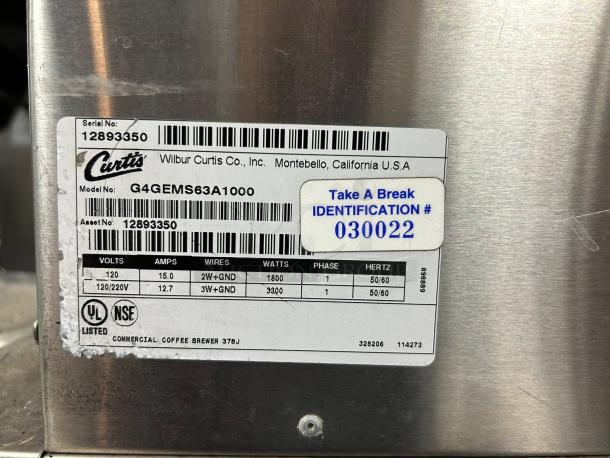 Serial No:
12893350
Curtis
Wilbur Curtis Co., Inc. Montebello, California U.S.A
Model No: G4GEMS63A1000
Take A Break
IDENTIFICATION #
030022
Asset No: 12893350
VOLTS AMPS WIRES WATTS PHASE HERTZ
120 15.0 2W+GND 1800 1 50/60
120/220V 12.7 3W+GND 3300 1 50/60
898889
UL NSF
LISTED
COMMERCIAL COFFEE BREWER 378J 328206 114273